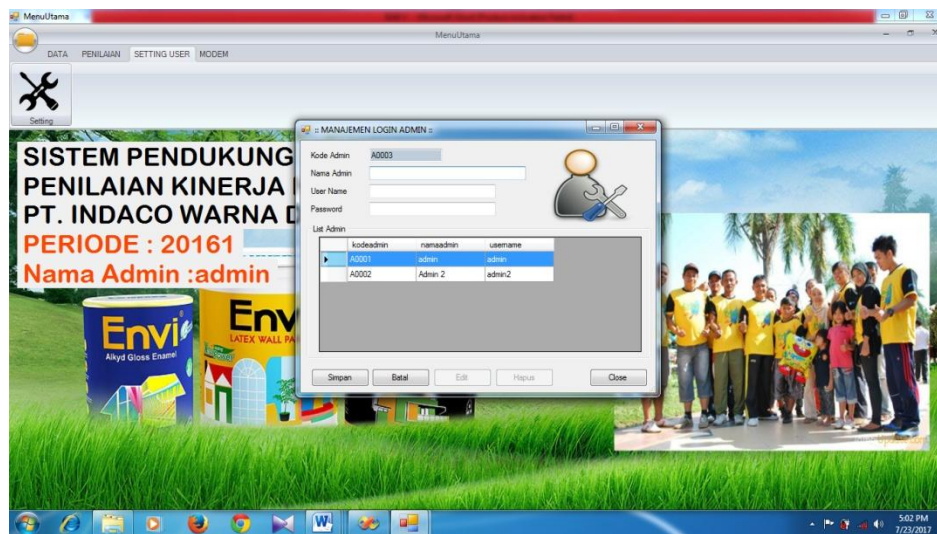 MenuUtama
MenuUtama
DATA PENILAIAN SETTING USER MODEM
Setting
SISTEM PENDUKUNG
PENILAIAN KINERJA
PT. INDACO WARNA D
PERIODE : 20161
Nama Admin :admin
Envi
Alkyd Gloss Enamel
Env
LATEX WALL PA
:: MANAJEMEN LOGIN ADMIN ::
Kode Admin A0003
Nama Admin
User Name
Password
List Admin
kodeadmin namaadmin username
A0001 admin admin
A0002 Admin 2 admin2
Simpan Batal Edit Hapus Close
5:02 PM
7/23/2017